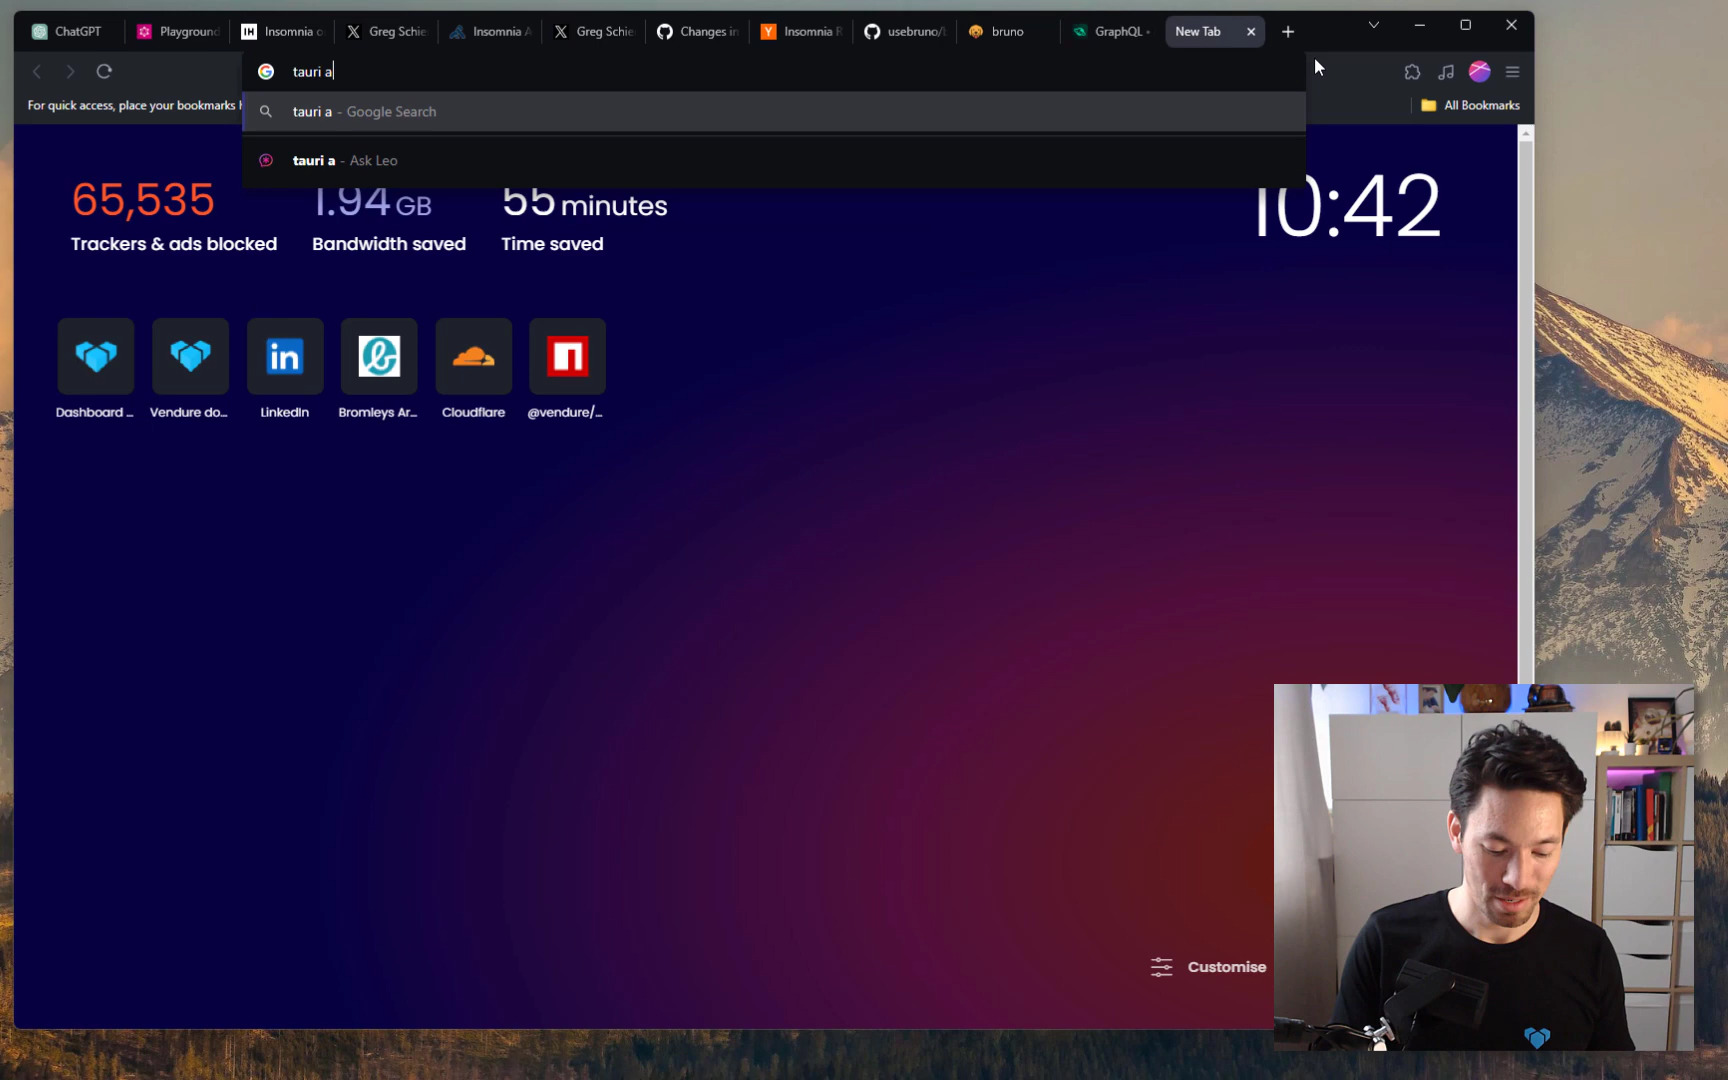 ChatGPT
Playground
Insomnia o
Greg Schie
Insomnia A
Greg Schie
Changes in
Insomnia R
usebruno/
bruno
GraphQL •
New Tab
tauri a
For quick access, place your bookmarks
All Bookmarks
tauri a - Google Search
tauri a - Ask Leo
65,535
1.94 GB
55 minutes
10:42
Trackers & ads blocked
Bandwidth saved
Time saved
Dashboard ...
Vendure do...
LinkedIn
Bromleys Ar...
Cloudflare
@vendure/...
Customise